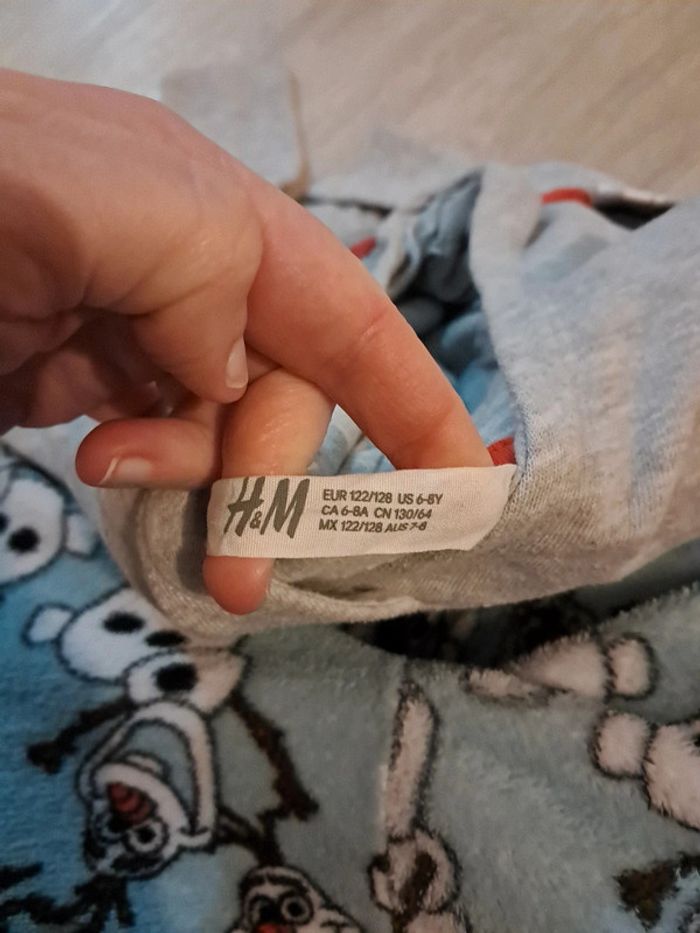 H&M
EUR 122/128 US 6-8Y
CA 6-8A CN 130/64
MX 122/128 AUS 7-8